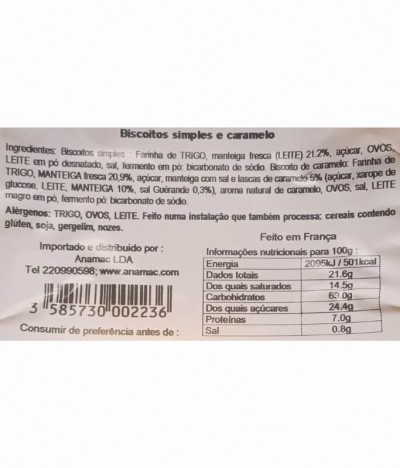 Biscoitos simples e caramelo
Ingredientes: Biscoitos simples : Farinha de TRIGO, manteiga fresca (LEITE) 21.2%, açúcar, OVOS,
LEITE em pó desnatado, sal, fermento em pó: bicarbonato de sódio. Biscoito de caramelo: Farinha de
TRIGO, MANTEIGA fresca 20,9%, açúcar, manteiga com sal e lascas de caramelo 5% (açúcar, xarope de
glucose, LEITE, MANTEIGA 10%, sal Guérande 0,3%), aroma natural de caramelo, OVOS, sal, LEITE
magro em pó, fermento pó: bicarbonato de sódio.
Alérgenos: TRIGO, OVOS, LEITE. Feito numa instalação que também processa: cereais contendo
glúten, soja, gergelim, nozes.
Importado e distribuido por :
Anamac LDA
Tel 220990598; www.anamac.com
3 585730 002236
Consumir de preferência antes de :
Feito em França
Informações nutricionais para 100g :
Energia 2095kJ / 501kcal
Dados totais 21.6g
Dos quais saturados 14.5g
Carbohidratos 60.0g
Dos quais açúcares 24.4g
Proteínas 7.0g
Sal 0.8g